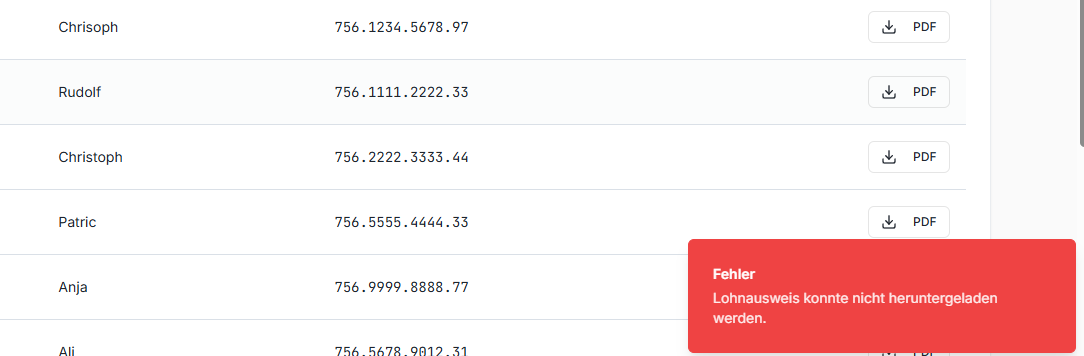 Chrisoph 756.1234.5678.97 PDF
Rudolf 756.1111.2222.33 PDF
Christoph 756.2222.3333.44 PDF
Patric 756.5555.4444.33 PDF
Anja 756.9999.8888.77
Fehler
Lohnausweis konnte nicht heruntergeladen
werden.
Ali 756.5678.9012.31